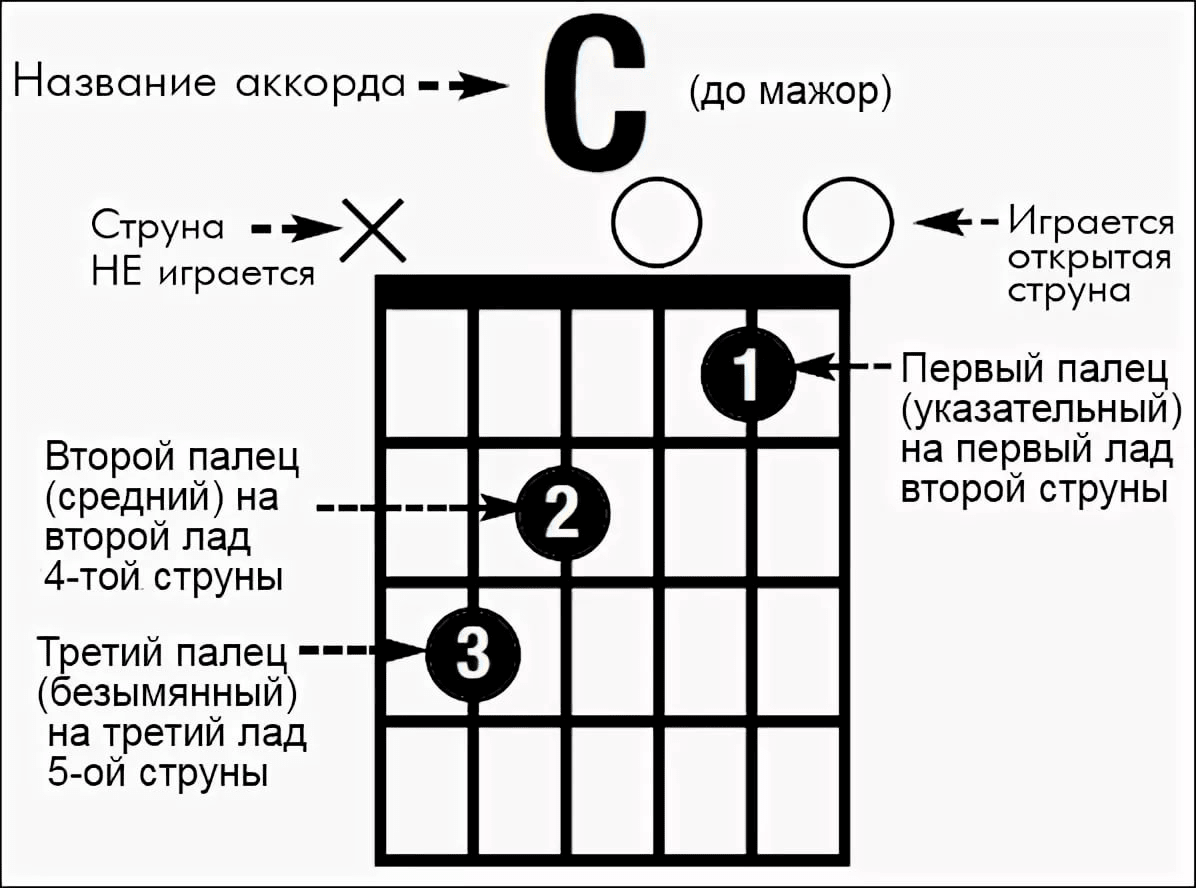 Название аккорда
C
(до мажор)
Струна
НЕ играется
Играется
открытая
струна
1
Первый палец
(указательный)
на первый лад
второй струны
Второй палец
(средний) на
второй лад
4-той струны
2
Третий палец
(безымянный)
на третий лад
5-ой струны
3